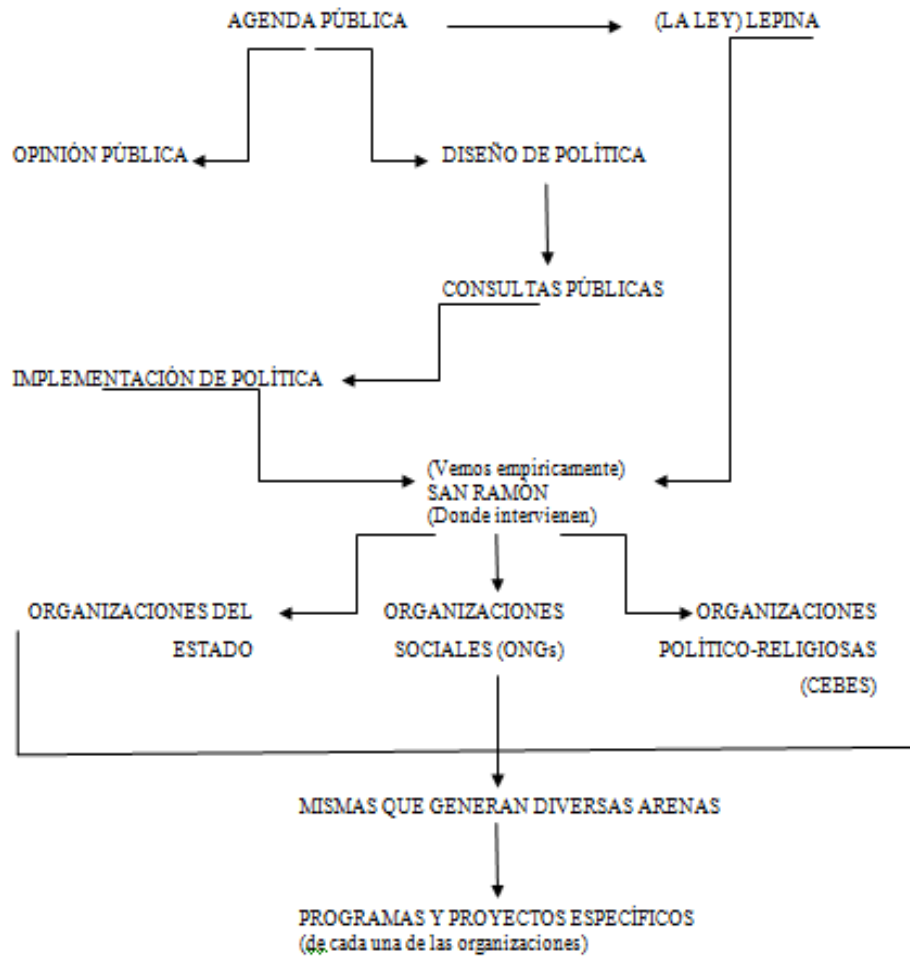 AGENDA PÚBLICA
(LA LEY) LEPINA
OPINIÓN PÚBLICA
DISEÑO DE POLÍTICA
CONSULTAS PÚBLICAS
IMPLEMENTACIÓN DE POLÍTICA
(Vemos empíricamente)
SAN RAMÓN
(Donde intervienen)
ORGANIZACIONES DEL
ESTADO
ORGANIZACIONES
SOCIALES (ONGs)
ORGANIZACIONES
POLÍTICO-RELIGIOSAS
(CEBES)
MISMAS QUE GENERAN DIVERSAS ARENAS
PROGRAMAS Y PROYECTOS ESPECÍFICOS
(de cada una de las organizaciones)